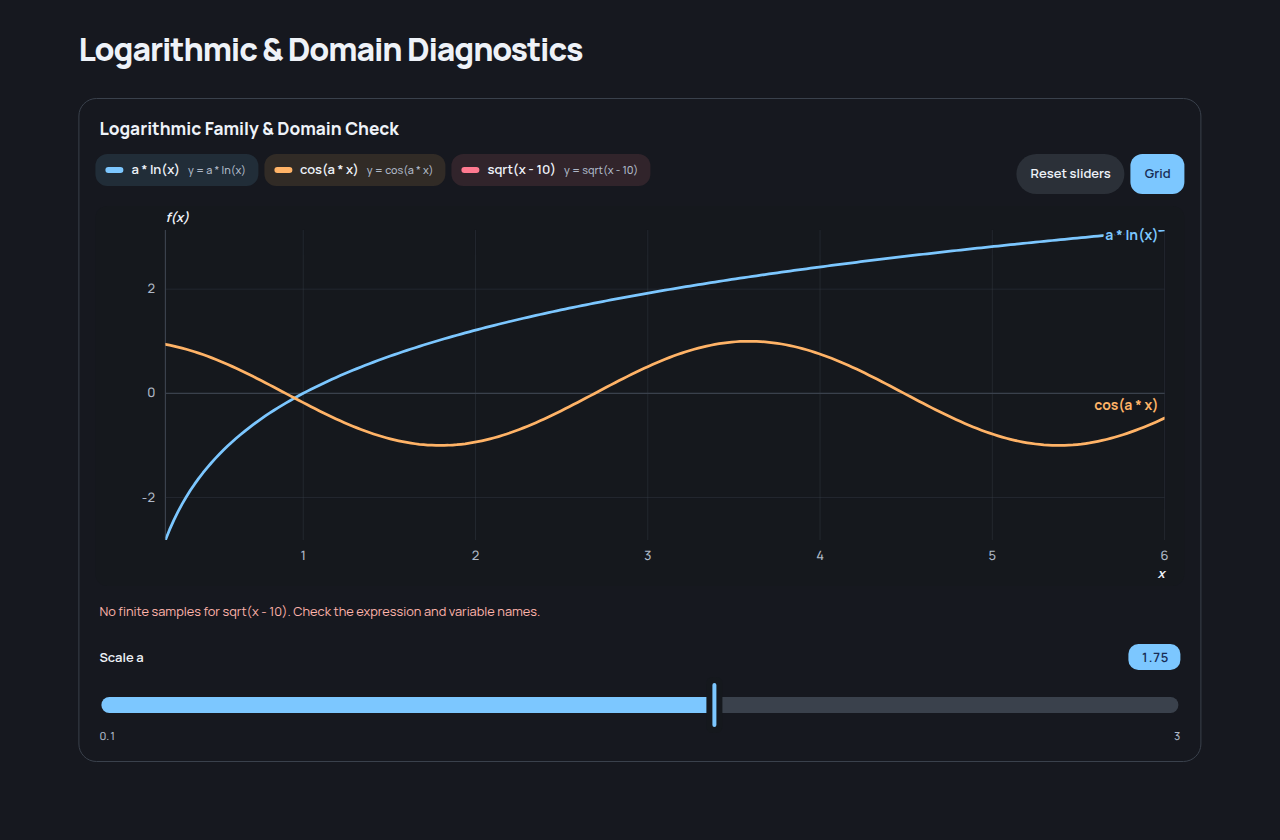 Logarithmic & Domain Diagnostics
Logarithmic Family & Domain Check
a * ln(x) y = a * ln(x) cos(a * x) y = cos(a * x) sqrt(x - 10) y = sqrt(x - 10) Reset sliders Grid
f(x)
a * ln(x)
2
0
cos(a * x)
-2
1 2 3 4 5 6
x
No finite samples for sqrt(x - 10). Check the expression and variable names.
Scale a 1.75
0.1 3